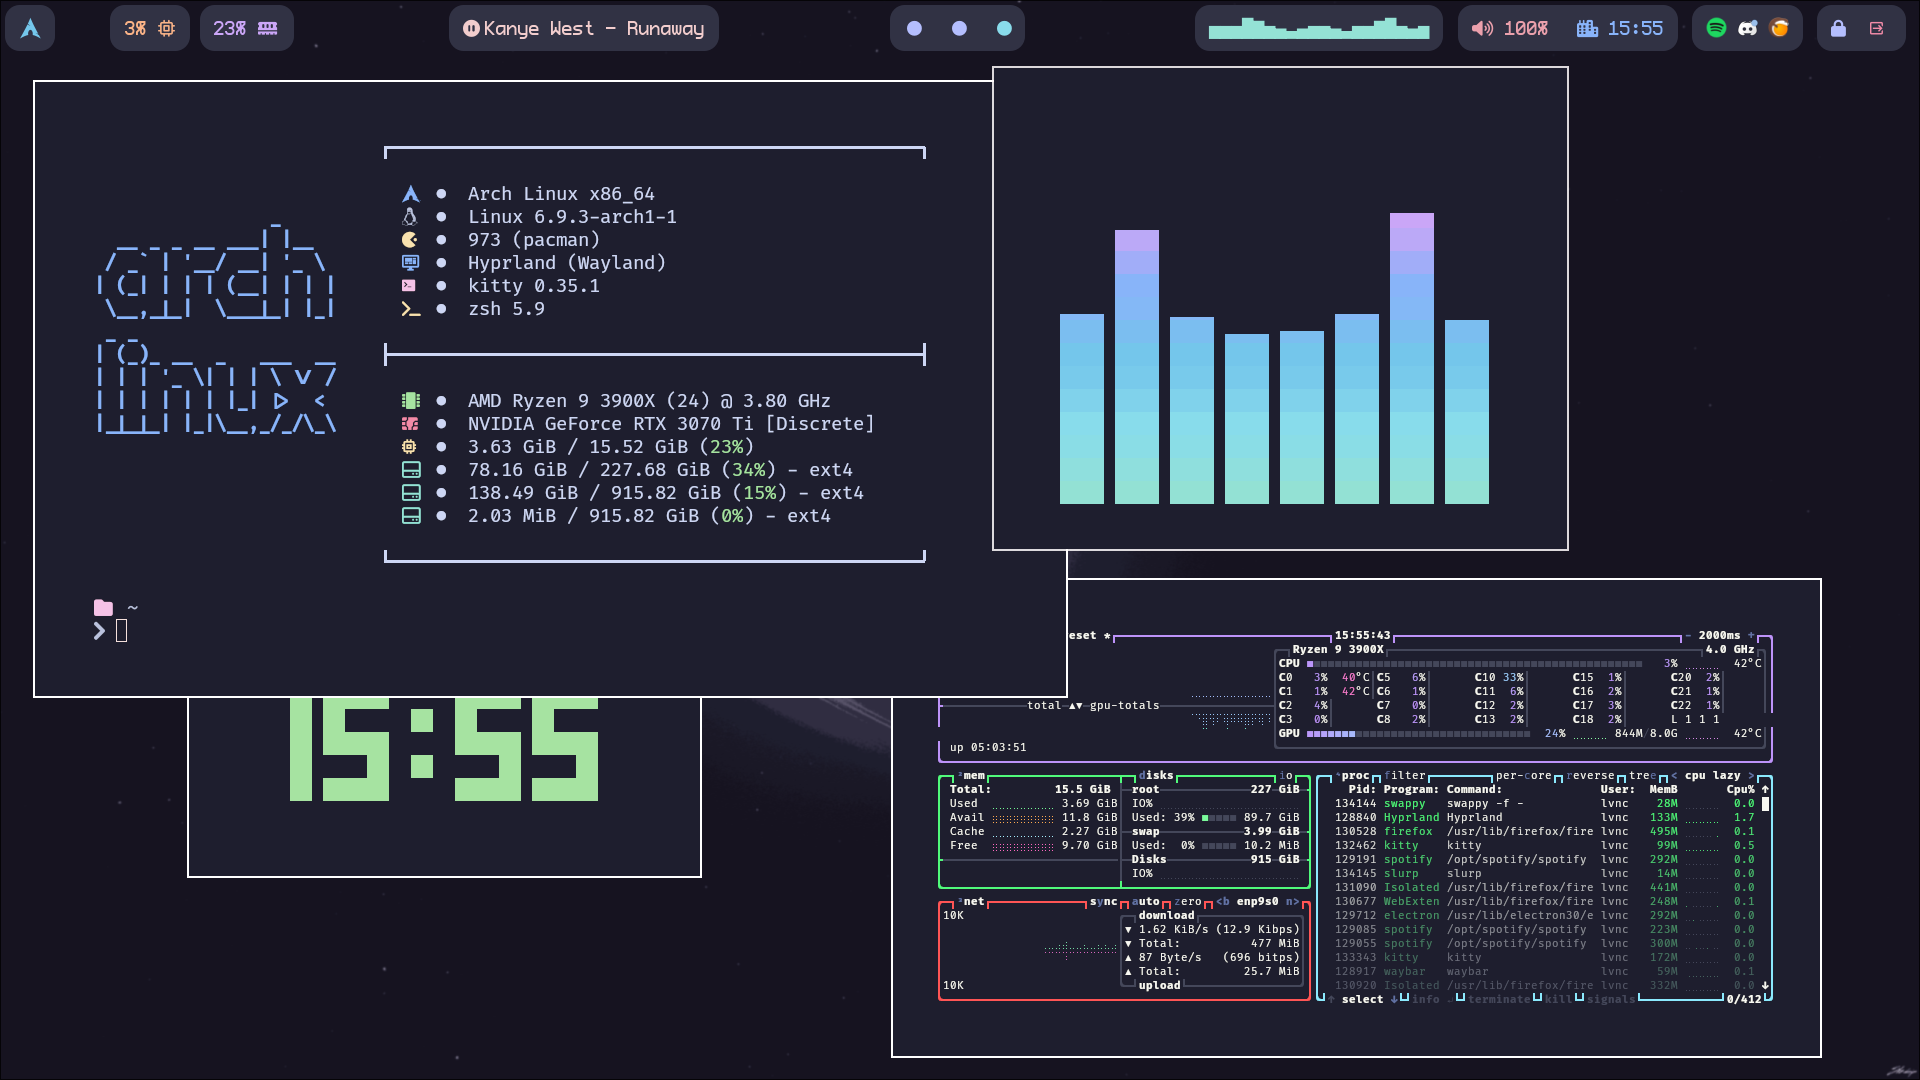 3%
23%
Kanye West - Runaway
100%
15:55
Arch Linux x86_64
Linux 6.9.3-arch1-1
973 (pacman)
Hyprland (Wayland)
kitty 0.35.1
zsh 5.9
AMD Ryzen 9 3900X (24) @ 3.80 GHz
NVIDIA GeForce RTX 3070 Ti [Discrete]
3.63 GiB / 15.52 GiB (23%)
78.16 GiB / 227.68 GiB (34%) - ext4
138.49 GiB / 915.82 GiB (15%) - ext4
2.03 MiB / 915.82 GiB (0%) - ext4
~
15:55
eset * 15:55:43 - 2000ms +
Ryzen 9 3900X 4.0 GHz
CPU 3% 42°C
C0 3% 40°C C5 6% C10 33% C15 1% C20 2%
C1 1% 42°C C6 1% C11 6% C16 2% C21 1%
C2 4% C7 0% C12 2% C17 3% C22 1%
C3 0% C8 2% C13 2% C18 2% L 1 1 1
GPU 24% 844M/8.0G 42°C
total ▲▼ gpu-totals
up 05:03:51
mem
Total: 15.5 GiB
Used 3.69 GiB
Avail 11.8 GiB
Cache 2.27 GiB
Free 9.70 GiB
disks io
root 227 GiB
IO%
Used: 39% 89.7 GiB
swap 3.99 GiB
Used: 0% 10.2 MiB
Disks 915 GiB
IO%
net sync auto zero <b enp9s0 n>
10K
10K
download
▼ 1.62 KiB/s (12.9 Kibps)
▼ Total: 477 MiB
▲ 87 Byte/s (696 bitps)
▲ Total: 25.7 MiB
upload
proc filter per-core reverse tree < cpu lazy >
Pid: Program: Command: User: MemB Cpu% ↑
134144 swappy swappy -f - lvnc 28M 0.0
128840 Hyprland Hyprland lvnc 133M 1.7
130528 firefox /usr/lib/firefox/fire lvnc 495M 0.1
132462 kitty kitty lvnc 99M 0.5
129191 spotify /opt/spotify/spotify lvnc 292M 0.0
134145 slurp slurp lvnc 14M 0.0
131090 Isolated /usr/lib/firefox/fire lvnc 441M 0.0
130677 WebExten /usr/lib/firefox/fire lvnc 248M 0.1
129712 electron /usr/lib/electron30/e lvnc 292M 0.0
129085 spotify /opt/spotify/spotify lvnc 223M 0.0
129055 spotify /opt/spotify/spotify lvnc 300M 0.0
133343 kitty kitty lvnc 172M 0.0
128917 waybar waybar lvnc 59M 0.1
130920 Isolated /usr/lib/firefox/fire lvnc 332M 0.0 ↓
↑ select ↓ info terminate kill signals 0/412